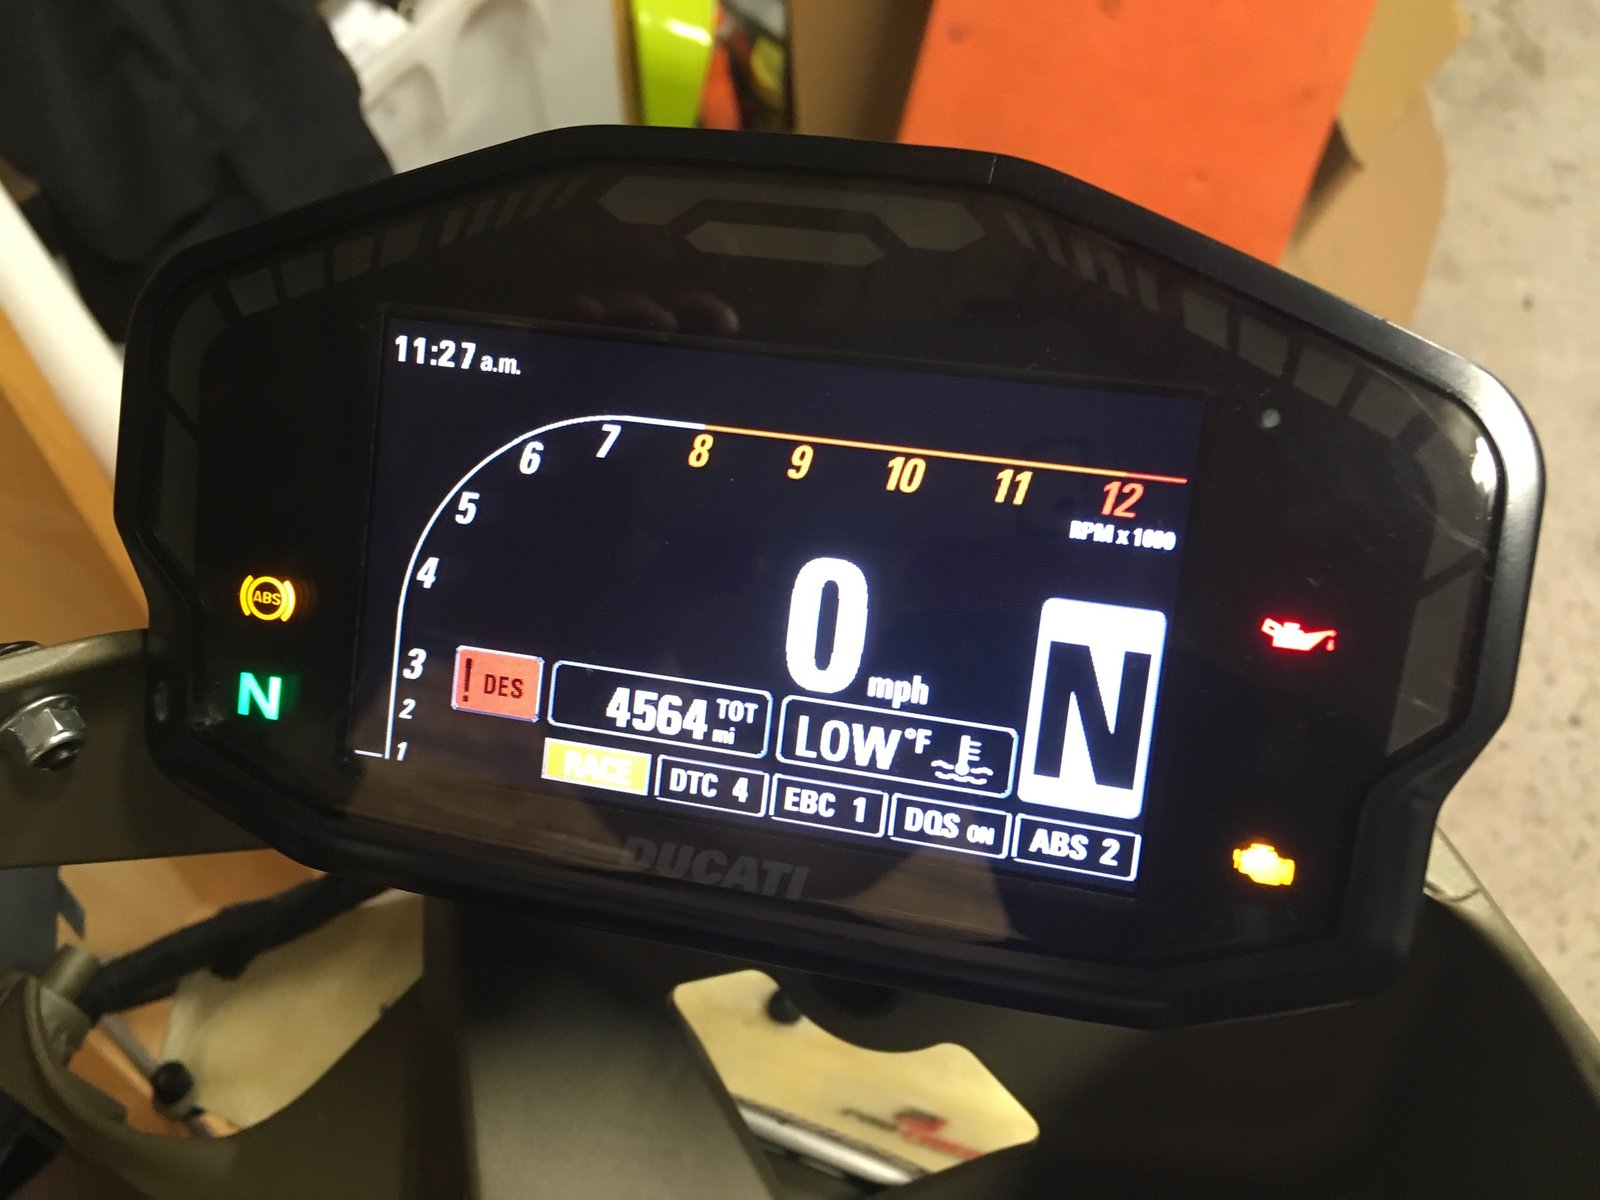 11:27 a.m.
1 2 3 4 5 6 7 8 9 10 11 12
RPM x 1000
ABS
0 mph
N
N
! DES
4564 TOT mi
LOW °F
RACE
DTC 4
EBC 1
DQS ON
ABS 2
DUCATI